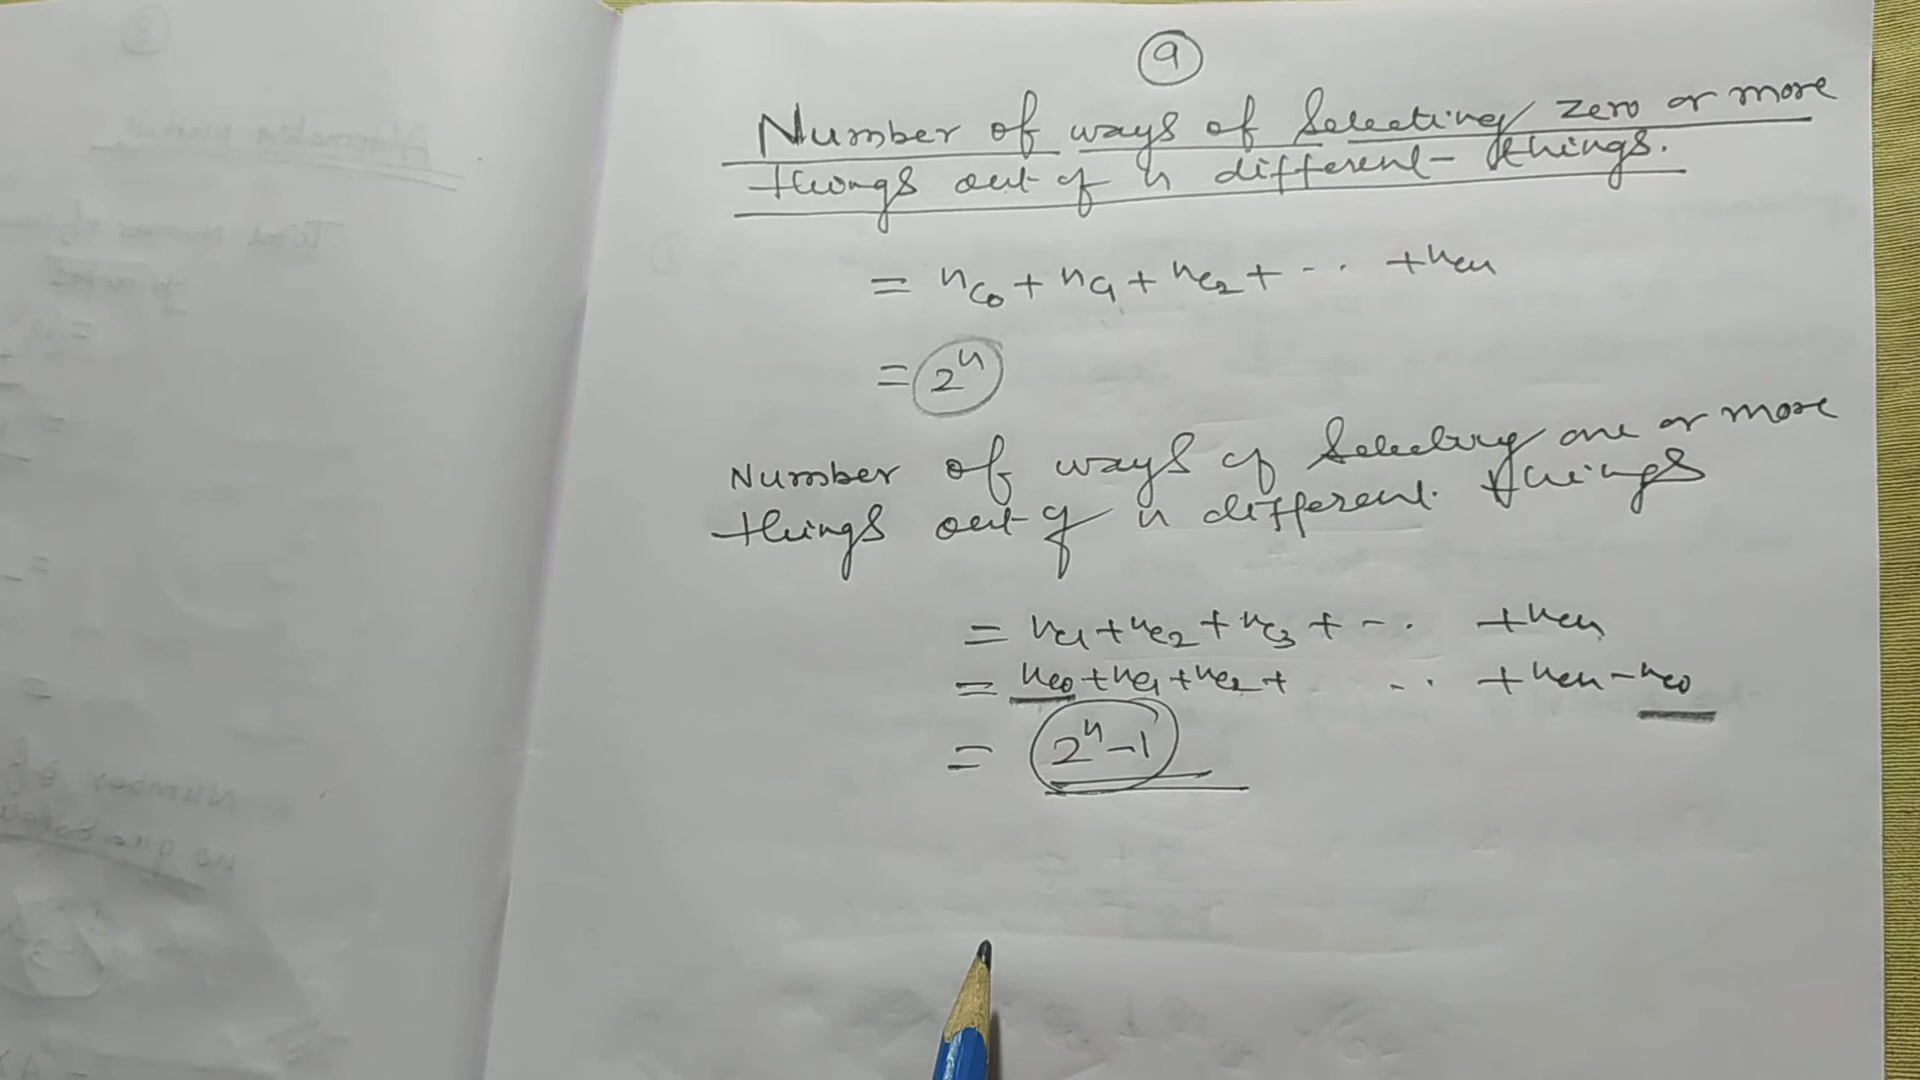 9
Number of ways of Selecting zero or more
things out of n different things.
= nC0 + nC1 + nC2 + ... + nCn
= 2^n
Number of ways of Selecting one or more
things out of n different things
= nC1 + nC2 + nC3 + ... + nCn
= nC0 + nC1 + nC2 + ... + nCn - nC0
= 2^n - 1